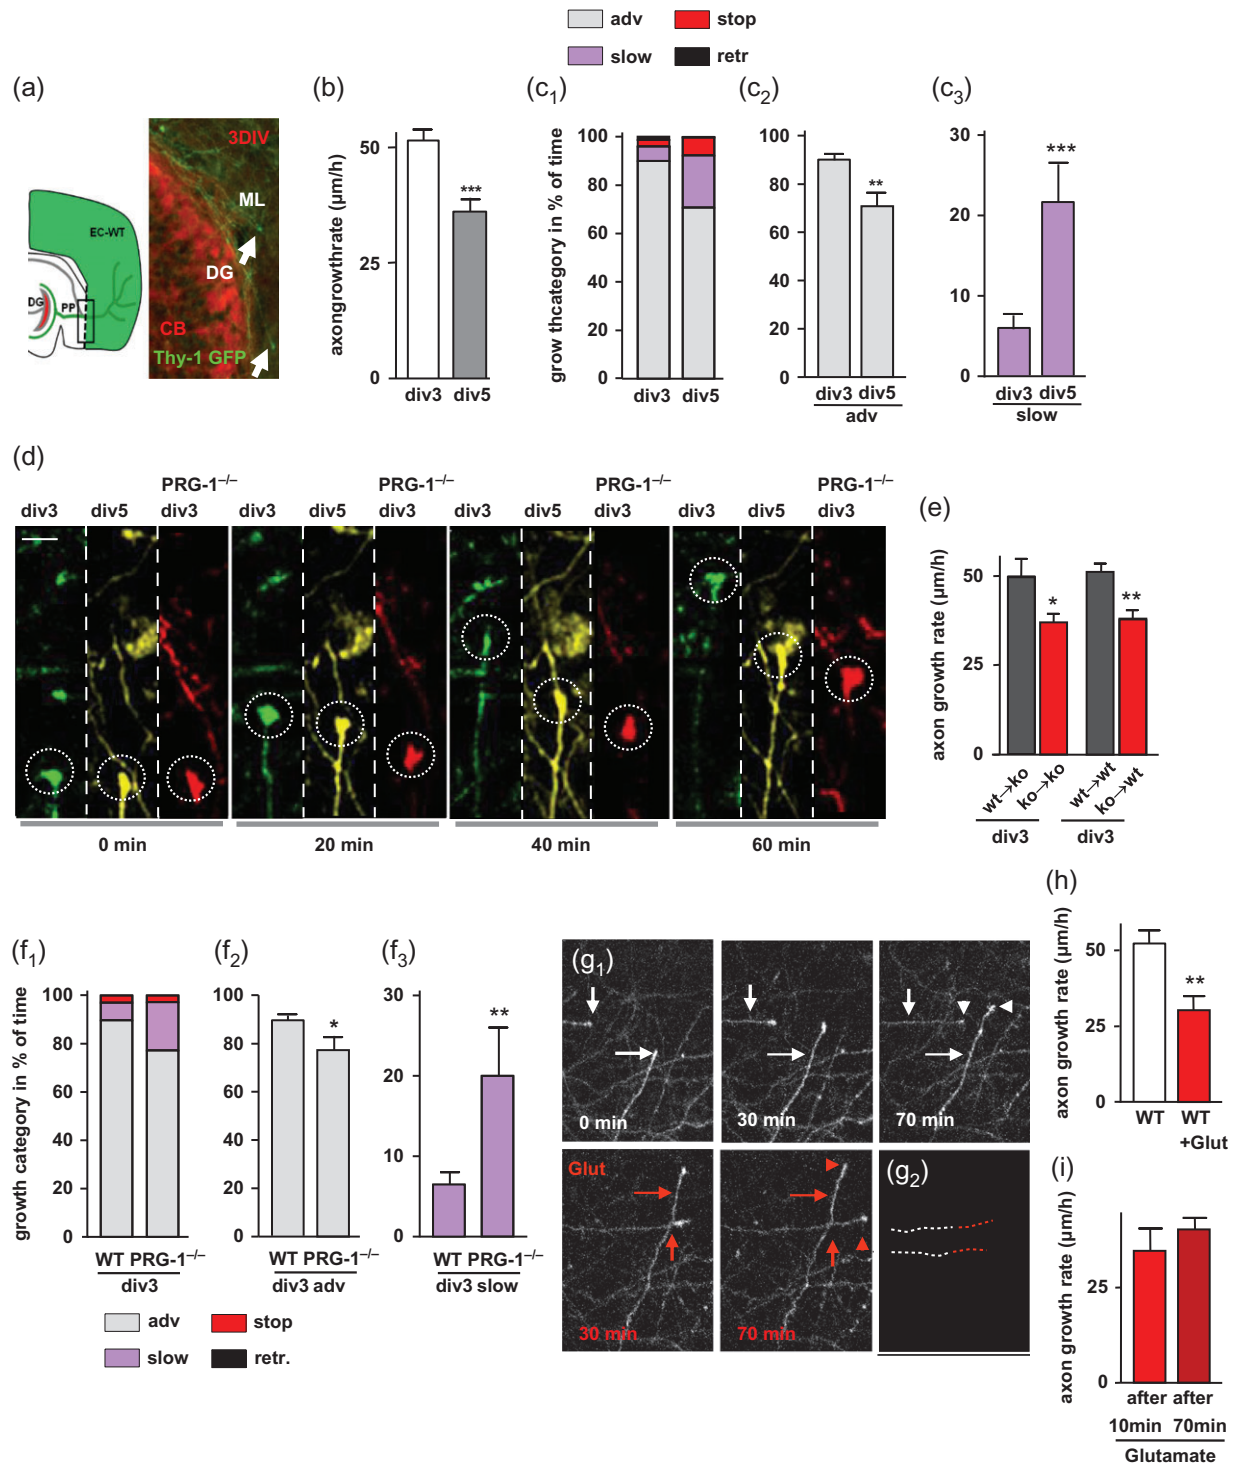 adv stop
slow retr
(a)
3DIV
ML
EC-WT
DG
DG PP
CB
Thy-1 GFP
(b)
axongrowthrate (µm/h)
50
25
0
***
div3 div5
(c1)
grow thcategory in % of time
100
80
60
40
20
0
div3 div5
(c2)
100
80
60
40
20
0
**
div3 div5
adv
(c3)
30
20
10
0
***
div3 div5
slow
(d)
PRG-1–/– PRG-1–/– PRG-1–/– PRG-1–/–
div3 div5 div3 div3 div5 div3 div3 div5 div3 div3 div5 div3
0 min 20 min 40 min 60 min
(e)
axon growth rate (µm/h)
50
25
0
* **
wt→ko ko→ko wt→wt ko→wt
div3 div3
(f1)
growth category in % of time
100
80
60
40
20
0
WT PRG-1–/–
div3
(f2)
100
80
60
40
20
0
*
WT PRG-1–/–
div3 adv
(f3)
30
20
10
0
**
WT PRG-1–/–
div3 slow
adv stop
slow retr.
(g1)
0 min 30 min 70 min
Glut
30 min 70 min
(g2)
(h)
axon growth rate (µm/h)
50
25
0
**
WT WT
+Glut
(i)
axon growth rate (µm/h)
25
0
after after
10min 70min
Glutamate